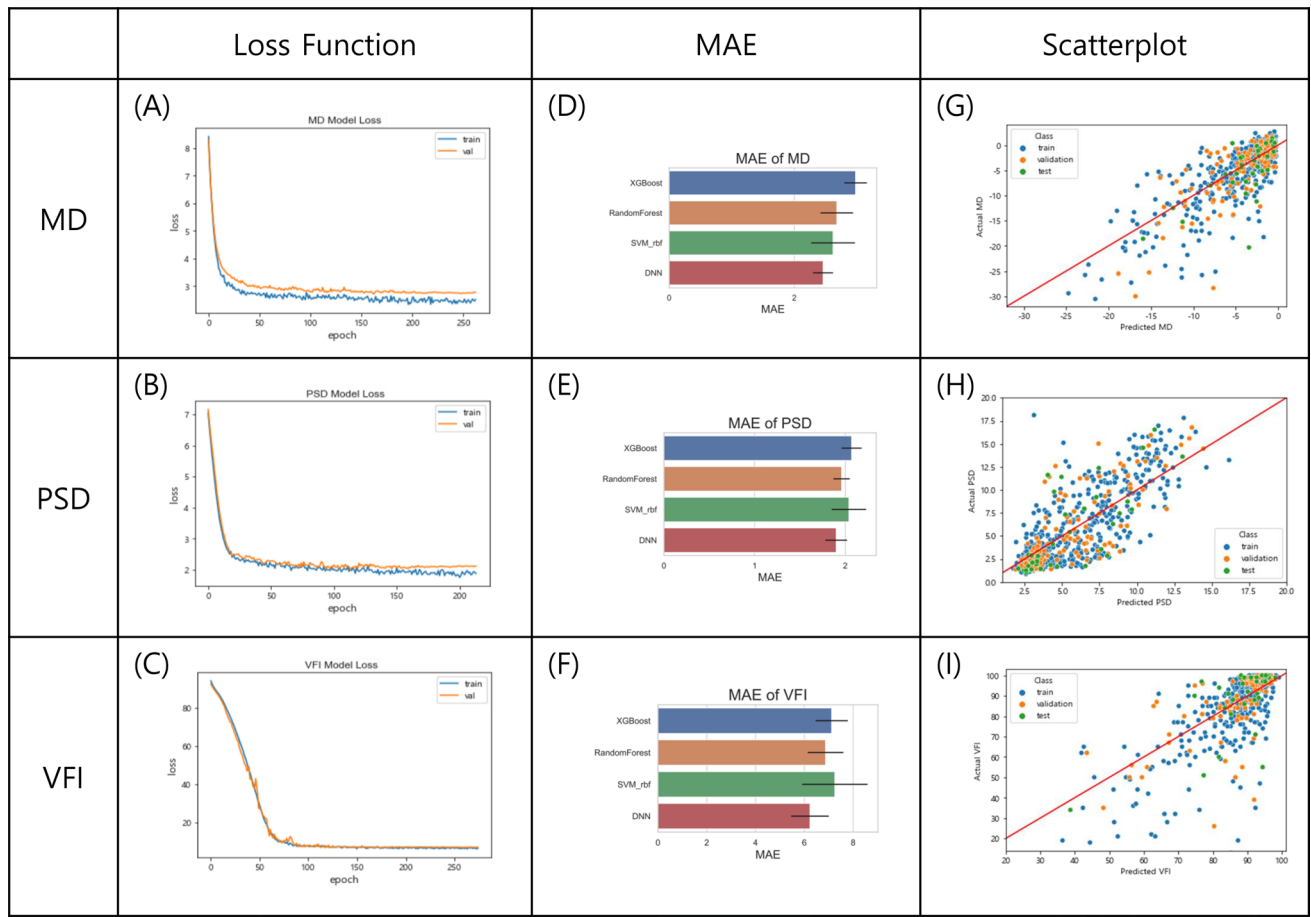 Loss Function MAE Scatterplot
MD
(A)
MD Model Loss
train
val
loss
8
7
6
5
4
3
0 50 100 150 200 250
epoch
(D)
MAE of MD
XGBoost
RandomForest
SVM_rbf
DNN
0 2
MAE
(G)
Class
train
validation
test
Actual MD
0
-5
-10
-15
-20
-25
-30
-30 -25 -20 -15 -10 -5 0
Predicted MD
PSD
(B)
PSD Model Loss
train
val
loss
7
6
5
4
3
2
0 50 100 150 200
epoch
(E)
MAE of PSD
XGBoost
RandomForest
SVM_rbf
DNN
0 1 2
MAE
(H)
Actual PSD
20.0
17.5
15.0
12.5
10.0
7.5
5.0
2.5
0.0
Class
train
validation
test
2.5 5.0 7.5 10.0 12.5 15.0 17.5 20.0
Predicted PSD
VFI
(C)
VFI Model Loss
train
val
loss
80
60
40
20
0 50 100 150 200 250
epoch
(F)
MAE of VFI
XGBoost
RandomForest
SVM_rbf
DNN
0 2 4 6 8
MAE
(I)
Class
train
validation
test
Actual VFI
100
90
80
70
60
50
40
30
20
20 30 40 50 60 70 80 90 100
Predicted VFI